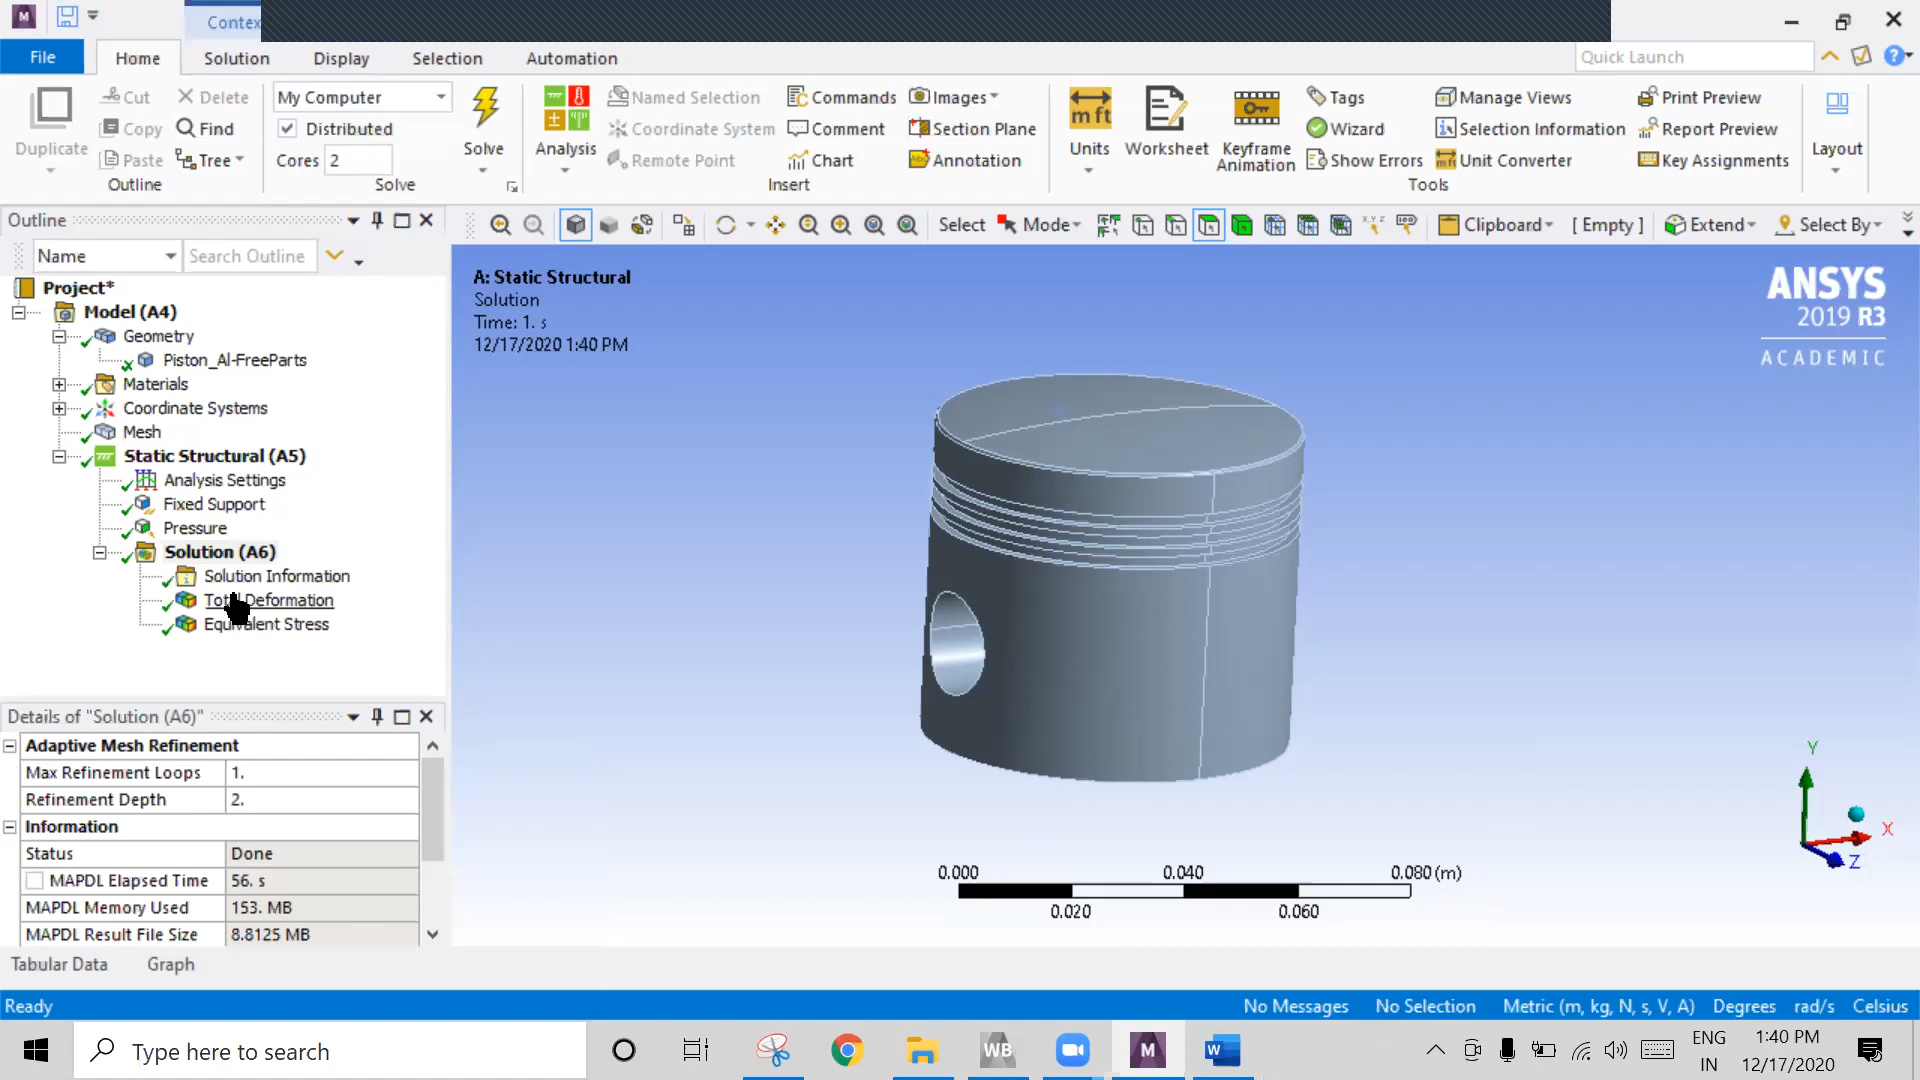 M
Contex
File
Home
Solution
Display
Selection
Automation
Quick Launch
Duplicate
Cut
Copy
Paste
Delete
Find
Tree
Outline
My Computer
Distributed
Cores 2
Solve
Solve
Analysis
Named Selection
Coordinate System
Remote Point
Commands
Comment
Chart
Images
Section Plane
Annotation
Insert
Units
Worksheet
Keyframe
Animation
Tags
Wizard
Show Errors
Manage Views
Selection Information
Unit Converter
Print Preview
Report Preview
Key Assignments
Tools
Layout
Outline
Name
Search Outline
Select
Mode
Clipboard
[ Empty ]
Extend
Select By
Project*
Model (A4)
Geometry
Piston_Al-FreeParts
Materials
Coordinate Systems
Mesh
Static Structural (A5)
Analysis Settings
Fixed Support
Pressure
Solution (A6)
Solution Information
Total Deformation
Equivalent Stress
A: Static Structural
Solution
Time: 1. s
12/17/2020 1:40 PM
ANSYS
2019 R3
ACADEMIC
Y
X
Z
0.000 0.040 0.080 (m)
0.020 0.060
Details of "Solution (A6)"
Adaptive Mesh Refinement
Max Refinement Loops 1.
Refinement Depth 2.
Information
Status Done
MAPDL Elapsed Time 56. s
MAPDL Memory Used 153. MB
MAPDL Result File Size 8.8125 MB
Tabular Data Graph
Ready
No Messages
No Selection
Metric (m, kg, N, s, V, A)
Degrees
rad/s
Celsius
Type here to search
WB
M
W
ENG
IN
1:40 PM
12/17/2020